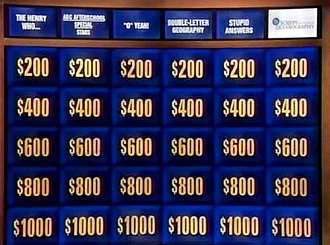 THE HENRY
WHO...
ABC AFTERSCHOOL
SPECIAL
STARS
"O" YEAH!
DOUBLE-LETTER
GEOGRAPHY
STUPID
ANSWERS
SCRIPPS
OCEANOGRAPHY
$200 $200 $200 $200 $200 $200
$400 $400 $400 $400 $400 $400
$600 $600 $600 $600 $600 $600
$800 $800 $800 $800 $800 $800
$1000 $1000 $1000 $1000 $1000 $1000